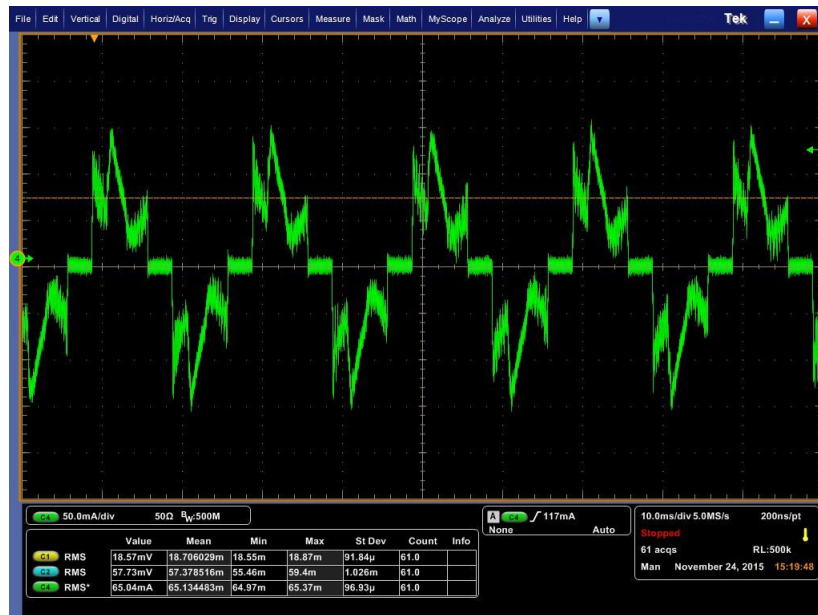 File Edit Vertical Digital Horiz/Acq Trig Display Cursors Measure Mask Math MyScope Analyze Utilities Help Tek X
4
C4 50.0mA/div 50Ω BW:500M
A C4 117mA
None Auto
10.0ms/div 5.0MS/s 200ns/pt
Stopped
61 acqs RL:500k
Man November 24, 2015 15:19:48
Value Mean Min Max St Dev Count Info
C1 RMS 18.57mV 18.706029m 18.55m 18.87m 91.84µ 61.0
RMS 57.73mV 57.378516m 55.46m 59.4m 1.026m 61.0
C4 RMS* 65.04mA 65.134483m 64.97m 65.37m 96.93µ 61.0